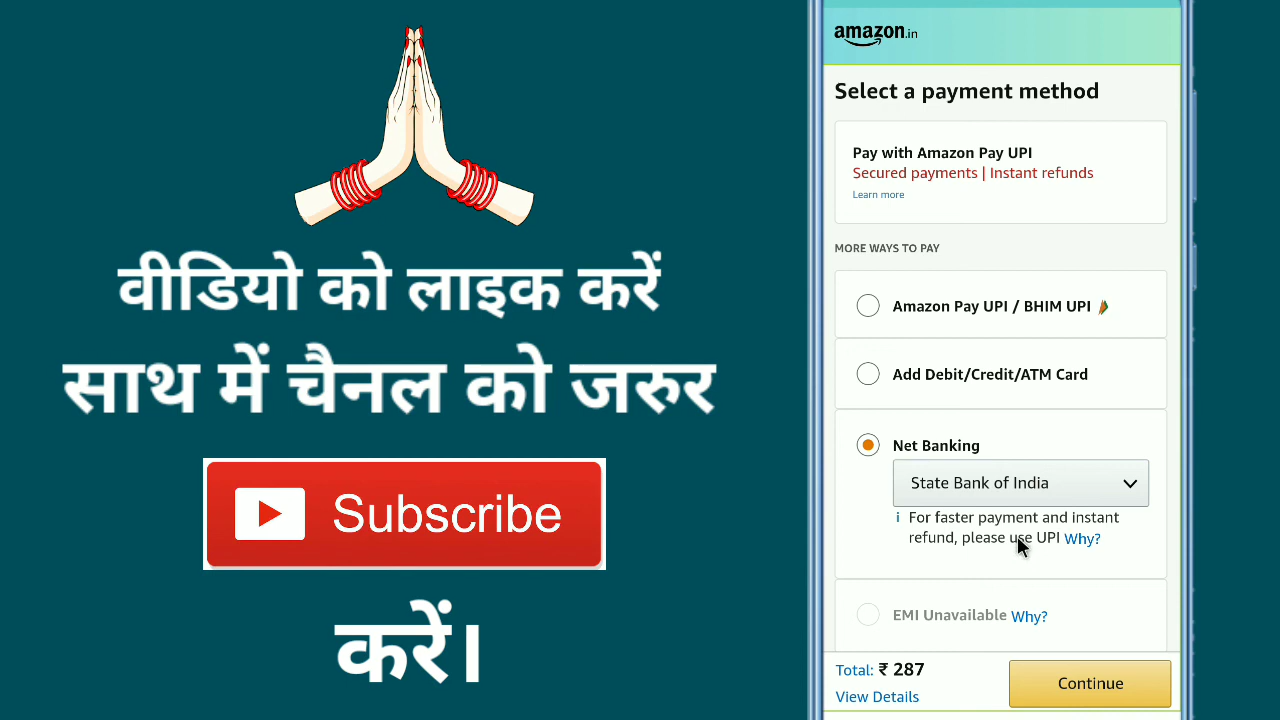 वीडियो को लाइक करें
साथ में चैनल को जरुर
Subscribe
करें।
amazon.in
Select a payment method
Pay with Amazon Pay UPI
Secured payments | Instant refunds
Learn more
MORE WAYS TO PAY
Amazon Pay UPI / BHIM UPI
Add Debit/Credit/ATM Card
Net Banking
State Bank of India
i For faster payment and instant
refund, please use UPI Why?
EMI Unavailable Why?
Total: ₹ 287
View Details
Continue